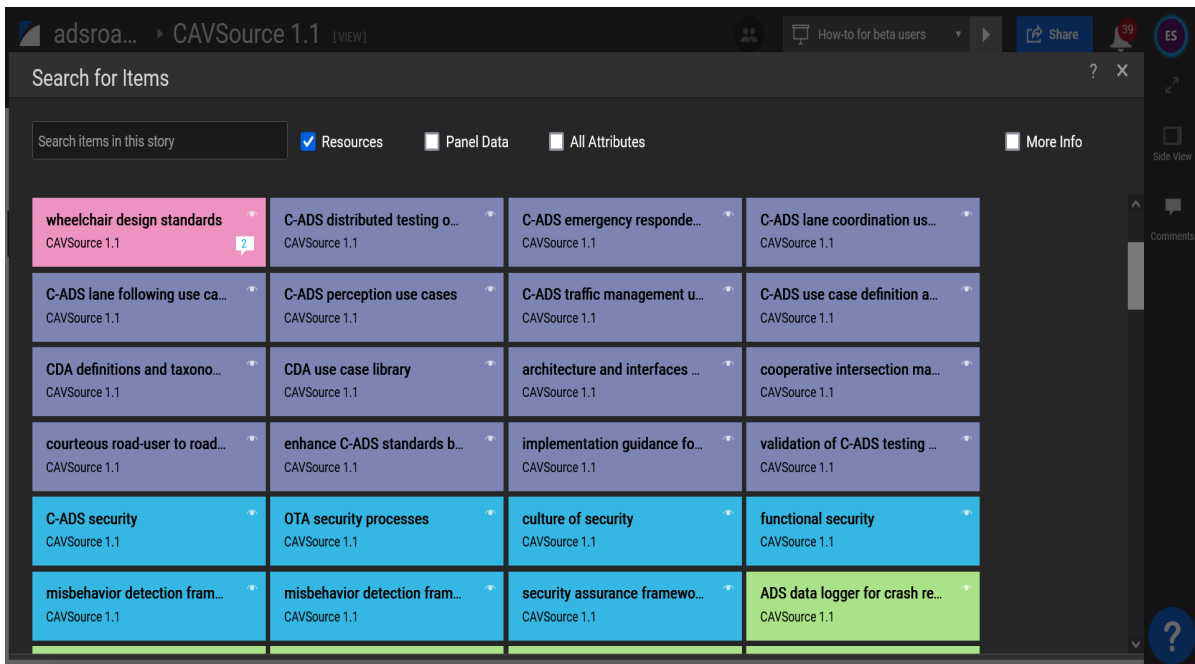 adsroa... ▸ CAVSource 1.1 [VIEW]
How-to for beta users
Share
39
ES
Search for Items
?
Search items in this story
Resources
Panel Data
All Attributes
More Info
Side View
Comments
wheelchair design standards
CAVSource 1.1
2
C-ADS distributed testing o...
CAVSource 1.1
C-ADS emergency responde...
CAVSource 1.1
C-ADS lane coordination us...
CAVSource 1.1
C-ADS lane following use ca...
CAVSource 1.1
C-ADS perception use cases
CAVSource 1.1
C-ADS traffic management u...
CAVSource 1.1
C-ADS use case definition a...
CAVSource 1.1
CDA definitions and taxono...
CAVSource 1.1
CDA use case library
CAVSource 1.1
architecture and interfaces ...
CAVSource 1.1
cooperative intersection ma...
CAVSource 1.1
courteous road-user to road...
CAVSource 1.1
enhance C-ADS standards b...
CAVSource 1.1
implementation guidance fo...
CAVSource 1.1
validation of C-ADS testing ...
CAVSource 1.1
C-ADS security
CAVSource 1.1
OTA security processes
CAVSource 1.1
culture of security
CAVSource 1.1
functional security
CAVSource 1.1
misbehavior detection fram...
CAVSource 1.1
misbehavior detection fram...
CAVSource 1.1
security assurance framewo...
CAVSource 1.1
ADS data logger for crash re...
CAVSource 1.1
?